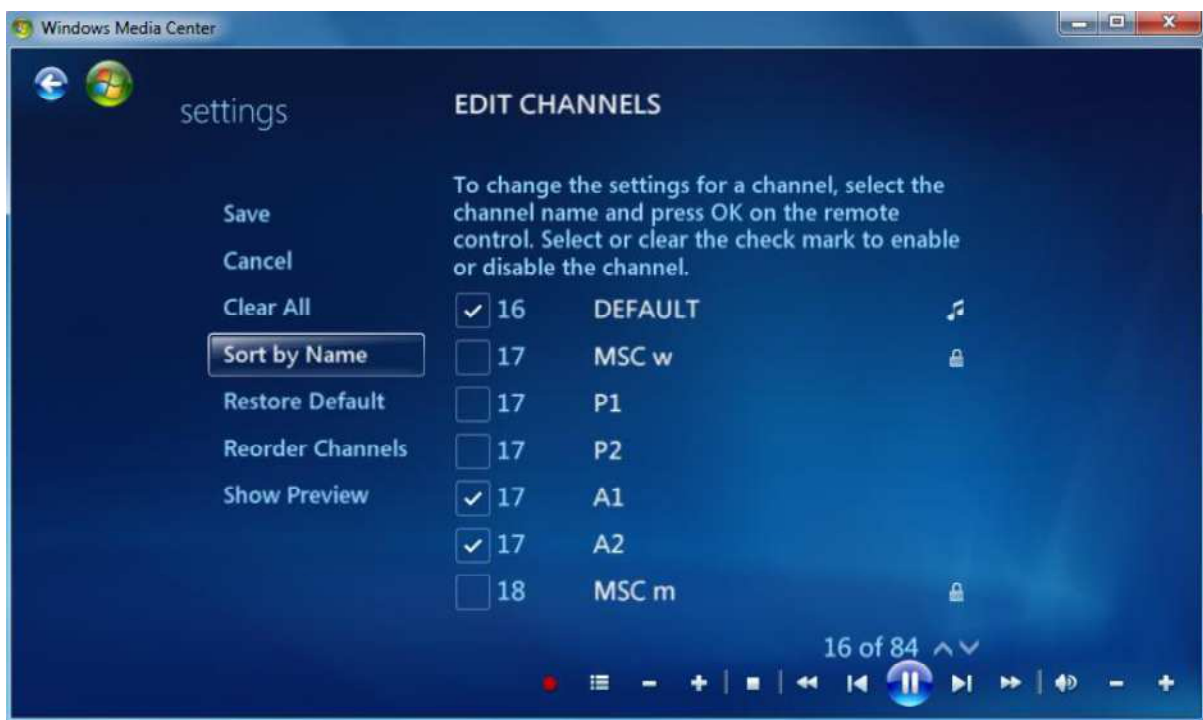 Windows Media Center
settings
EDIT CHANNELS
To change the settings for a channel, select the
channel name and press OK on the remote
control. Select or clear the check mark to enable
or disable the channel.
Save
Cancel
Clear All
Sort by Name
Restore Default
Reorder Channels
Show Preview
16 DEFAULT
17 MSC w
17 P1
17 P2
17 A1
17 A2
18 MSC m
16 of 84